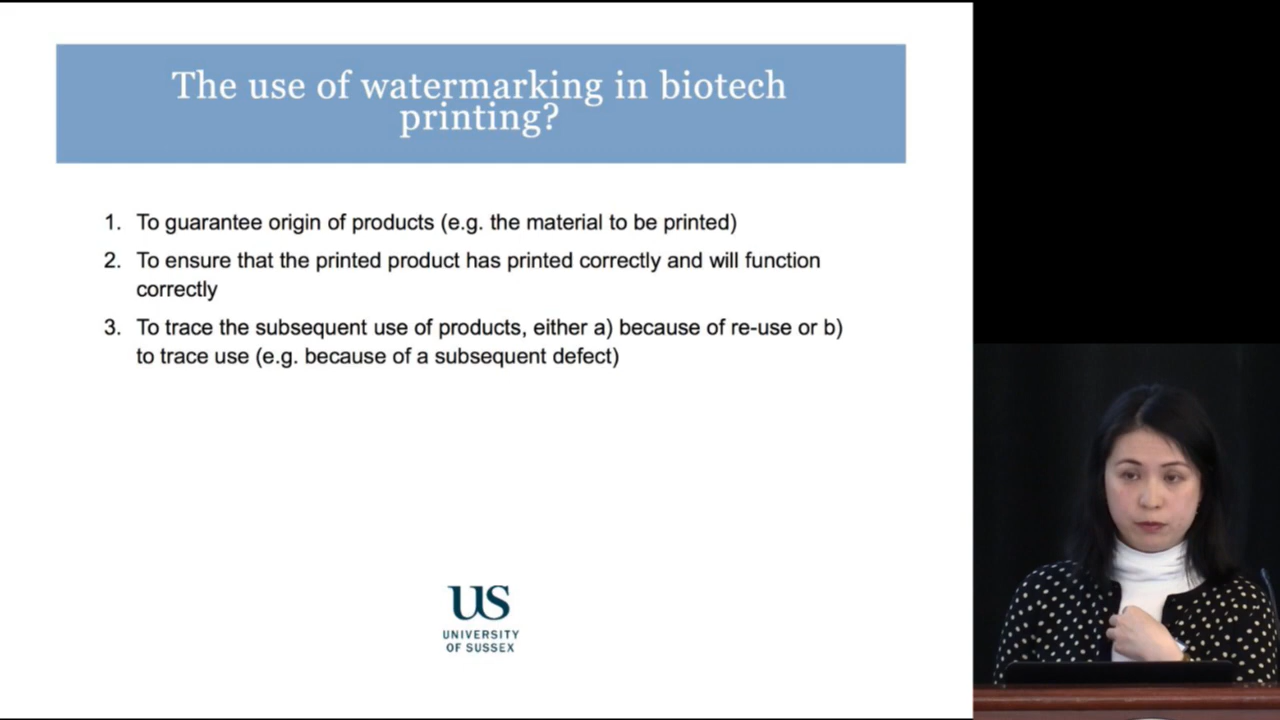 The use of watermarking in biotech
printing?
1. To guarantee origin of products (e.g. the material to be printed)
2. To ensure that the printed product has printed correctly and will function
correctly
3. To trace the subsequent use of products, either a) because of re-use or b)
to trace use (e.g. because of a subsequent defect)
US
UNIVERSITY
OF SUSSEX